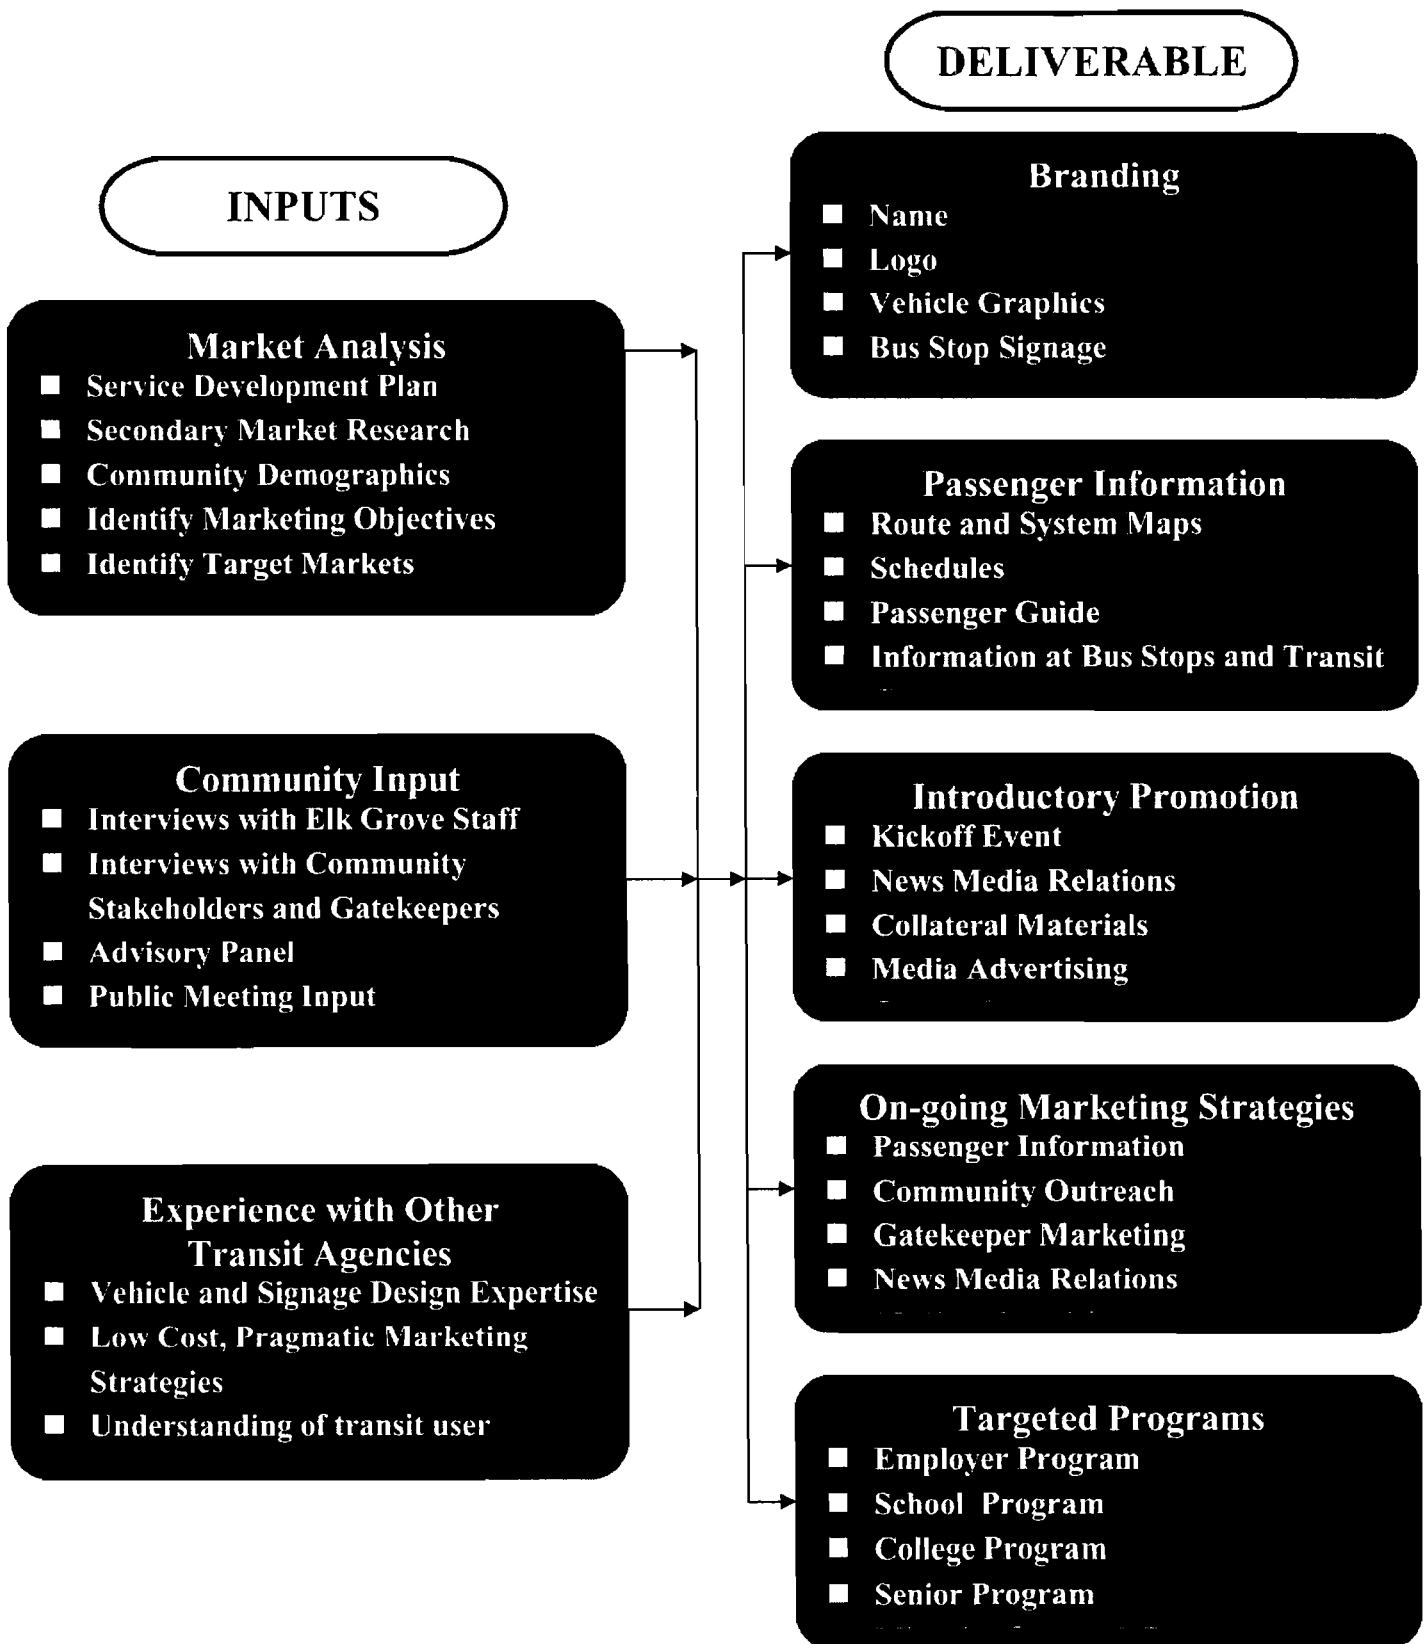 INPUTS
Market Analysis
Service Development Plan
Secondary Market Research
Community Demographics
Identify Marketing Objectives
Identify Target Markets
Community Input
Interviews with Elk Grove Staff
Interviews with Community
Stakeholders and Gatekeepers
Advisory Panel
Public Meeting Input
Experience with Other
Transit Agencies
Vehicle and Signage Design Expertise
Low Cost, Pragmatic Marketing
Strategies
Understanding of transit user
DELIVERABLE
Branding
Name
Logo
Vehicle Graphics
Bus Stop Signage
Passenger Information
Route and System Maps
Schedules
Passenger Guide
Information at Bus Stops and Transit
Introductory Promotion
Kickoff Event
News Media Relations
Collateral Materials
Media Advertising
On-going Marketing Strategies
Passenger Information
Community Outreach
Gatekeeper Marketing
News Media Relations
Targeted Programs
Employer Program
School Program
College Program
Senior Program